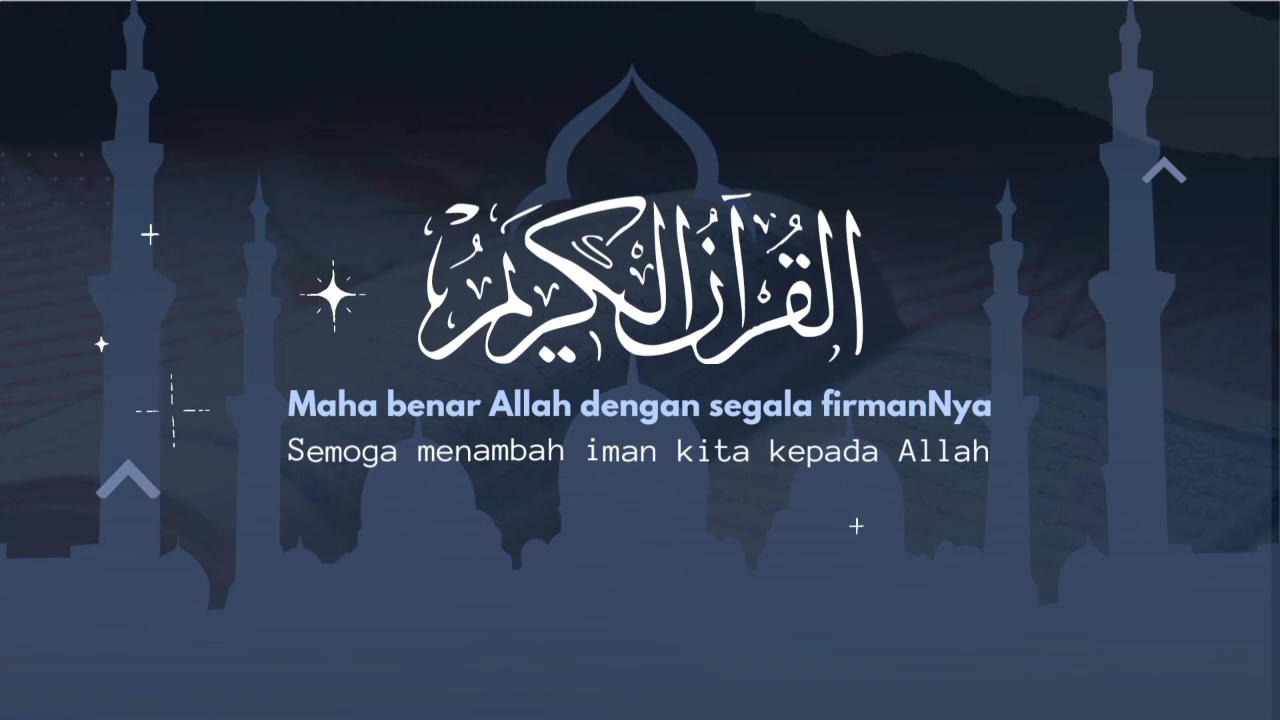 القرآن الكريم
Maha benar Allah dengan segala firmanNya
Semoga menambah iman kita kepada Allah